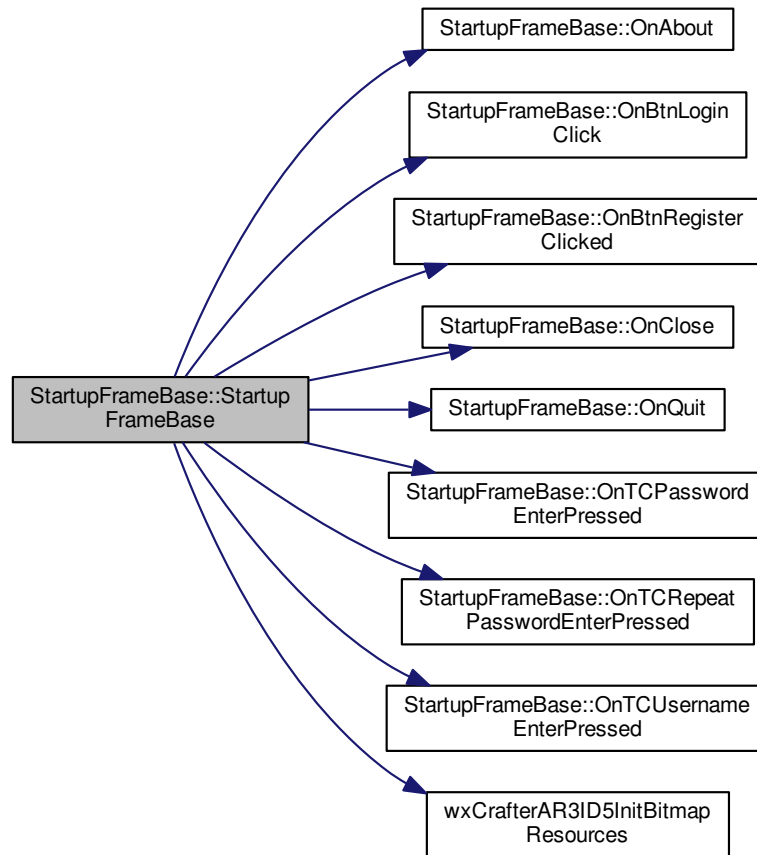 StartupFrameBase::OnAbout
StartupFrameBase::OnBtnLogin
Click
StartupFrameBase::OnBtnRegister
Clicked
StartupFrameBase::OnClose
StartupFrameBase::Startup
FrameBase
StartupFrameBase::OnQuit
StartupFrameBase::OnTCPassword
EnterPressed
StartupFrameBase::OnTCRepeat
PasswordEnterPressed
StartupFrameBase::OnTCUsername
EnterPressed
wxCrafterAR3ID5InitBitmap
Resources